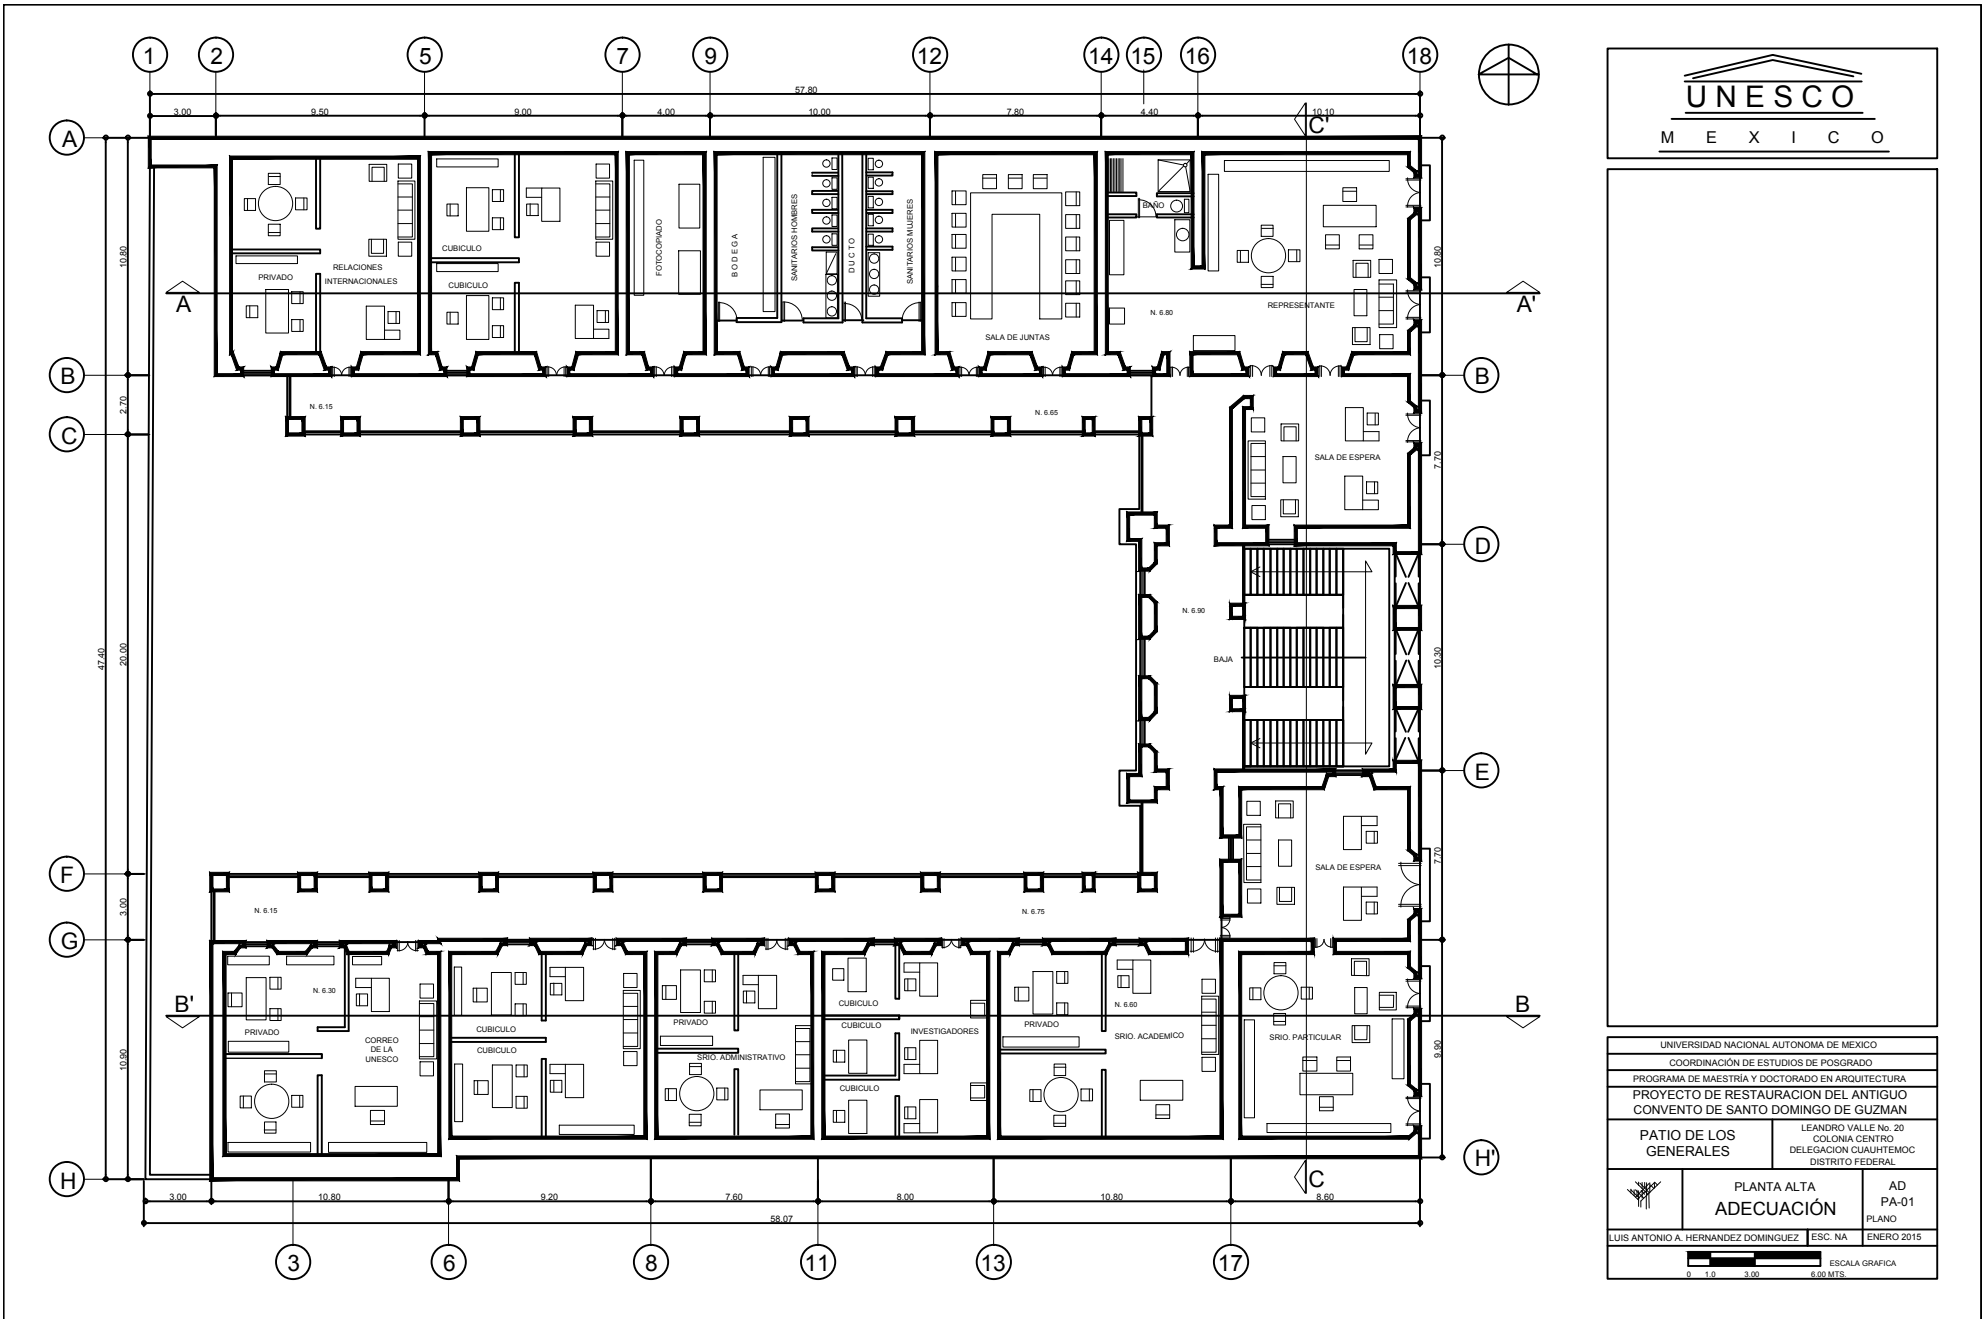 1 2 5 7 9 12 14 15 16 18
57.80
3.00 9.50 9.00 4.00 10.00 7.80 4.40 10.10
C'
A
B
C
F
G
H
47.40
10.80
2.70
20.00
3.00
10.90
PRIVADO
RELACIONES
INTERNACIONALES
CUBICULO
CUBICULO
FOTOCOPIADO
BODEGA
SANITARIOS HOMBRES
DUCTO
SANITARIOS MUJERES
SALA DE JUNTAS
BAÑO
N. 6.80
REPRESENTANTE
A
A'
N. 6.15
N. 6.65
SALA DE ESPERA
N. 6.90
BAJA
SALA DE ESPERA
10.80
7.70
10.30
7.70
9.90
B
D
E
H'
N. 6.15
N. 6.75
B'
B
N. 6.30
PRIVADO
CORREO
DE LA
UNESCO
CUBICULO
CUBICULO
PRIVADO
SRIO. ADMINISTRATIVO
CUBICULO
CUBICULO
CUBICULO
INVESTIGADORES
PRIVADO
N. 6.60
SRIO. ACADEMICO
SRIO. PARTICULAR
C
3.00 10.80 9.20 7.60 8.00 10.80 8.60
58.07
3 6 8 11 13 17
UNESCO
MEXICO
UNIVERSIDAD NACIONAL AUTONOMA DE MEXICO
COORDINACIÓN DE ESTUDIOS DE POSGRADO
PROGRAMA DE MAESTRÍA Y DOCTORADO EN ARQUITECTURA
PROYECTO DE RESTAURACION DEL ANTIGUO
CONVENTO DE SANTO DOMINGO DE GUZMAN
PATIO DE LOS
GENERALES
LEANDRO VALLE No. 20
COLONIA CENTRO
DELEGACION CUAUHTEMOC
DISTRITO FEDERAL
PLANTA ALTA
ADECUACIÓN
AD
PA-01
PLANO
LUIS ANTONIO A. HERNANDEZ DOMINGUEZ
ESC. NA
ENERO 2015
ESCALA GRAFICA
0 1.0 3.00 6.00 MTS.